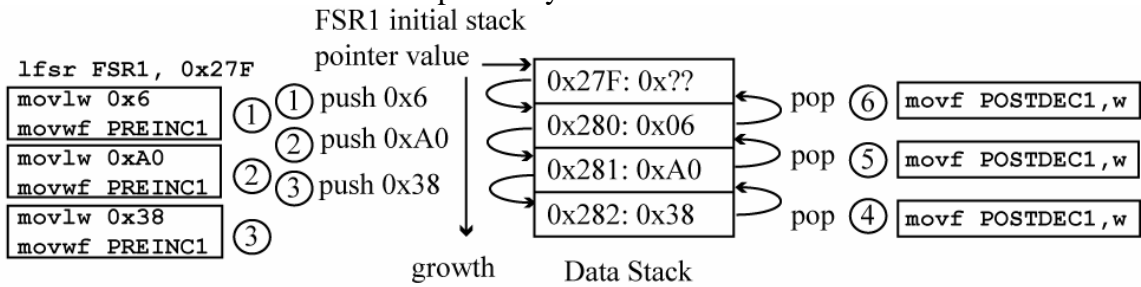 FSR1 initial stack
pointer value
lfsr FSR1, 0x27F
movlw 0x6
movwf PREINC1
1
movlw 0xA0
movwf PREINC1
2
movlw 0x38
movwf PREINC1
3
1 push 0x6
2 push 0xA0
3 push 0x38
growth
0x27F: 0x??
0x280: 0x06
0x281: 0xA0
0x282: 0x38
Data Stack
pop 6 movf POSTDEC1,w
pop 5 movf POSTDEC1,w
pop 4 movf POSTDEC1,w